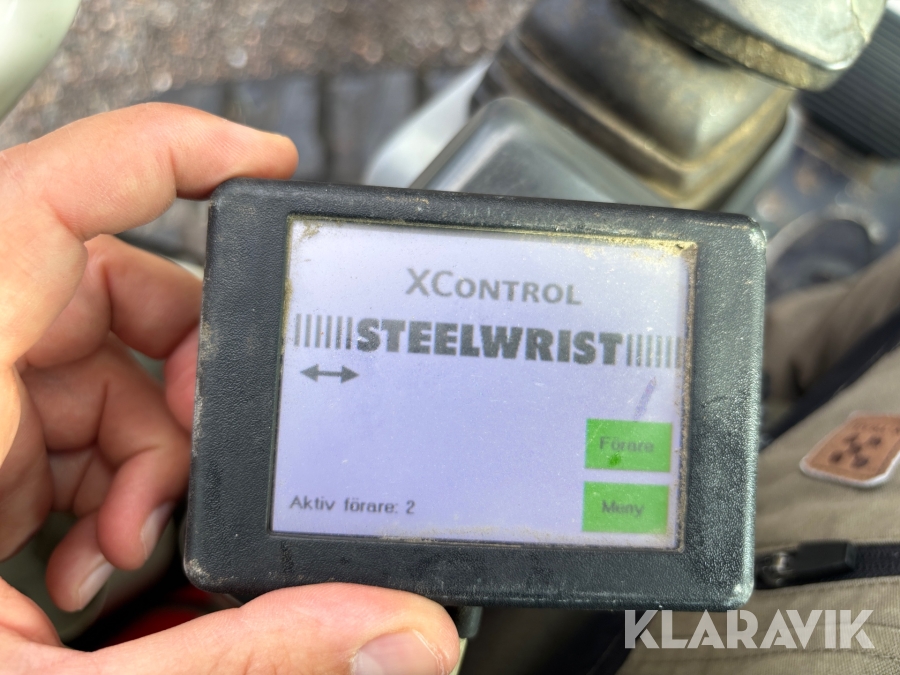 XCONTROL
STEELWRIST
Förare
Aktiv förare: 2
Meny
KLARAVIK